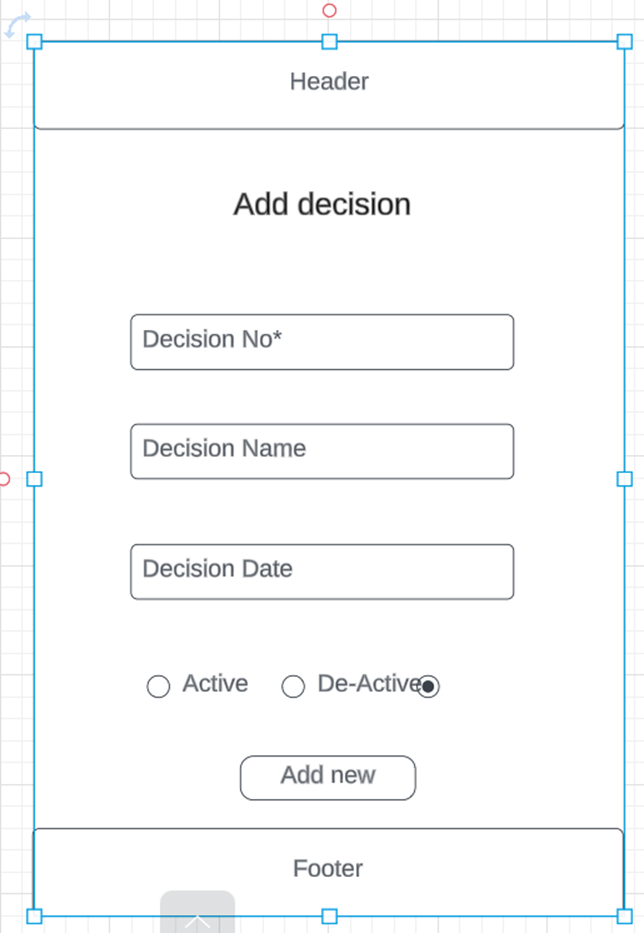 Header
Add decision
Decision No*
Decision Name
Decision Date
Active De-Active
Add new
Footer